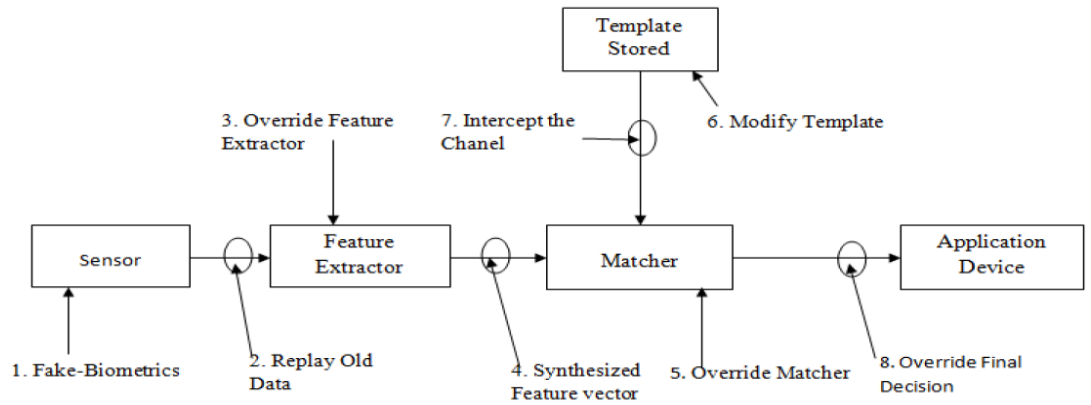 Template
Stored
3. Override Feature
Extractor
7. Intercept the
Chanel
6. Modify Template
Sensor
Feature
Extractor
Matcher
Application
Device
1. Fake-Biometrics
2. Replay Old
Data
4. Synthesized
Feature vector
5. Override Matcher
8. Override Final
Decision